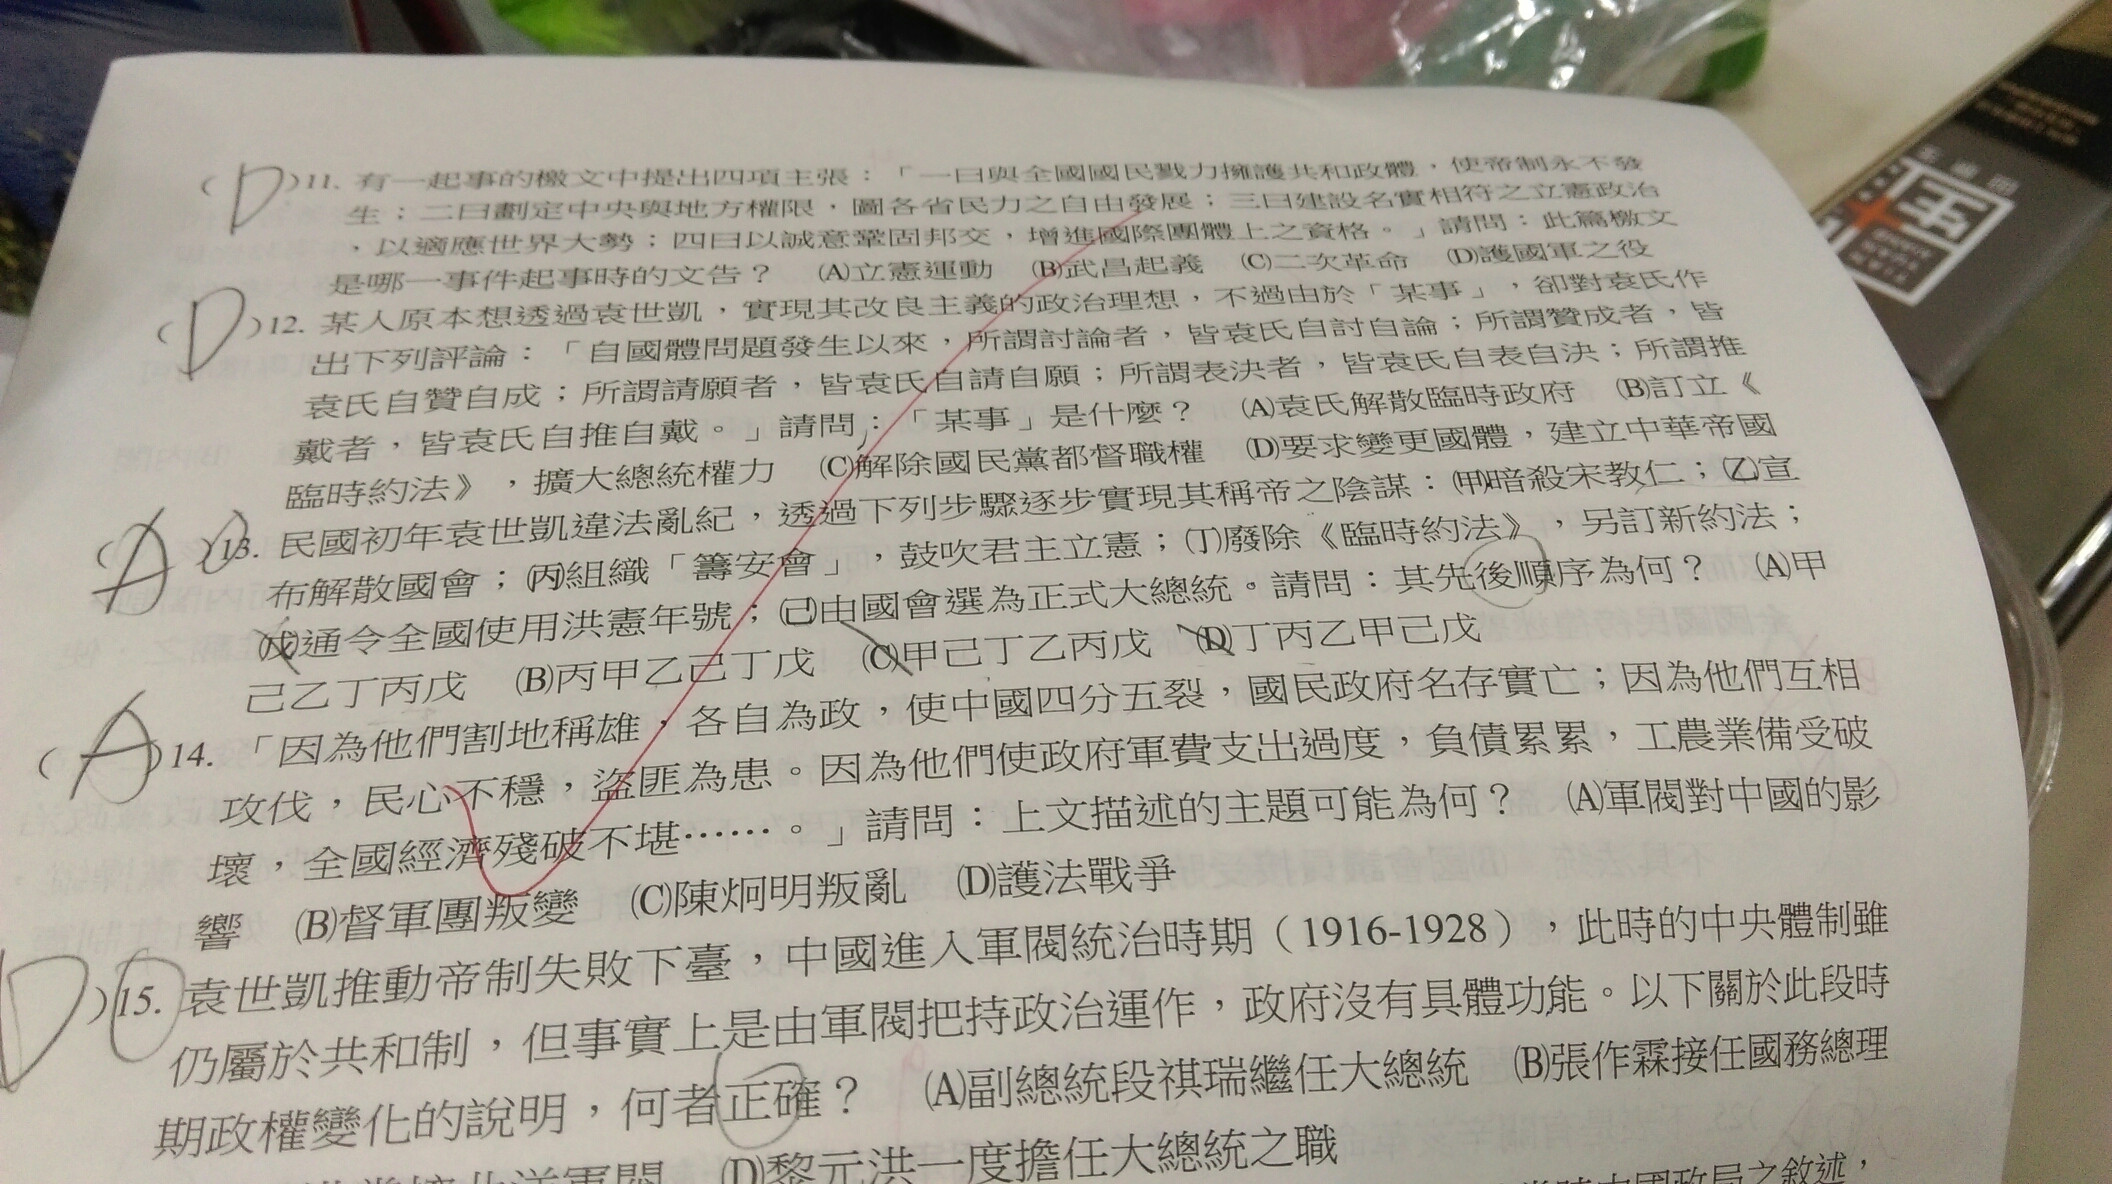 (D)11. 有一起事的檄文中提出四項主張：「一曰與全國國民戮力擁護共和政體，使帝制永不發
生；二曰劃定中央與地方權限，圖各省民力之自由發展；三曰建設名實相符之立憲政治
，以適應世界大勢；四曰以誠意鞏固邦交，增進國際團體上之資格。」請問：此篇檄文
是哪一事件起事時的文告？　(A)立憲運動　(B)武昌起義　(C)二次革命　(D)護國軍之役
(D)12. 某人原本想透過袁世凱，實現其改良主義的政治理想，不過由於「某事」，卻對袁氏作
出下列評論：「自國體問題發生以來，所謂討論者，皆袁氏自討自論；所謂贊成者，皆
袁氏自贊自成；所謂請願者，皆袁氏自請自願；所謂表決者，皆袁氏自表自決；所謂推
戴者，皆袁氏自推自戴。」請問：「某事」是什麼？　(A)袁氏解散臨時政府　(B)訂立《
臨時約法》，擴大總統權力　(C)解除國民黨都督職權　(D)要求變更國體，建立中華帝國
(A)13. 民國初年袁世凱違法亂紀，透過下列步驟逐步實現其稱帝之陰謀：(甲)暗殺宋教仁；(乙)宣
布解散國會；(丙)組織「籌安會」，鼓吹君主立憲；(丁)廢除《臨時約法》，另訂新約法；
(戊)通令全國使用洪憲年號；(己)由國會選為正式大總統。請問：其先後順序為何？　(A)甲
己乙丁丙戊　(B)丙甲乙己丁戊　(C)甲己丁乙丙戊　(D)丁丙乙甲己戊
(A)14. 「因為他們割地稱雄，各自為政，使中國四分五裂，國民政府名存實亡；因為他們互相
攻伐，民心不穩，盜匪為患。因為他們使政府軍費支出過度，負債累累，工農業備受破
壞，全國經濟殘破不堪……。」請問：上文描述的主題可能為何？　(A)軍閥對中國的影
響　(B)督軍團叛變　(C)陳炯明叛亂　(D)護法戰爭
D)15. 袁世凱推動帝制失敗下臺，中國進入軍閥統治時期（1916-1928），此時的中央體制雖
仍屬於共和制，但事實上是由軍閥把持政治運作，政府沒有具體功能。以下關於此段時
期政權變化的說明，何者正確？　(A)副總統段祺瑞繼任大總統　(B)張作霖接任國務總理
北洋軍閥　(D)黎元洪一度擔任大總統之職
中國政局之敘述，